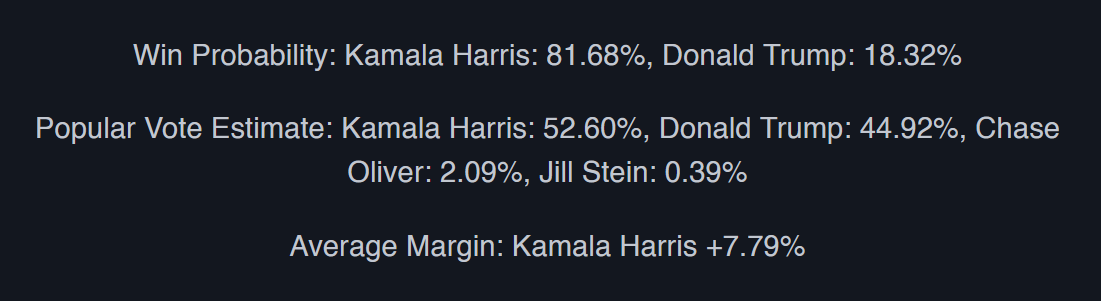 Win Probability: Kamala Harris: 81.68%, Donald Trump: 18.32%
Popular Vote Estimate: Kamala Harris: 52.60%, Donald Trump: 44.92%, Chase
Oliver: 2.09%, Jill Stein: 0.39%
Average Margin: Kamala Harris +7.79%